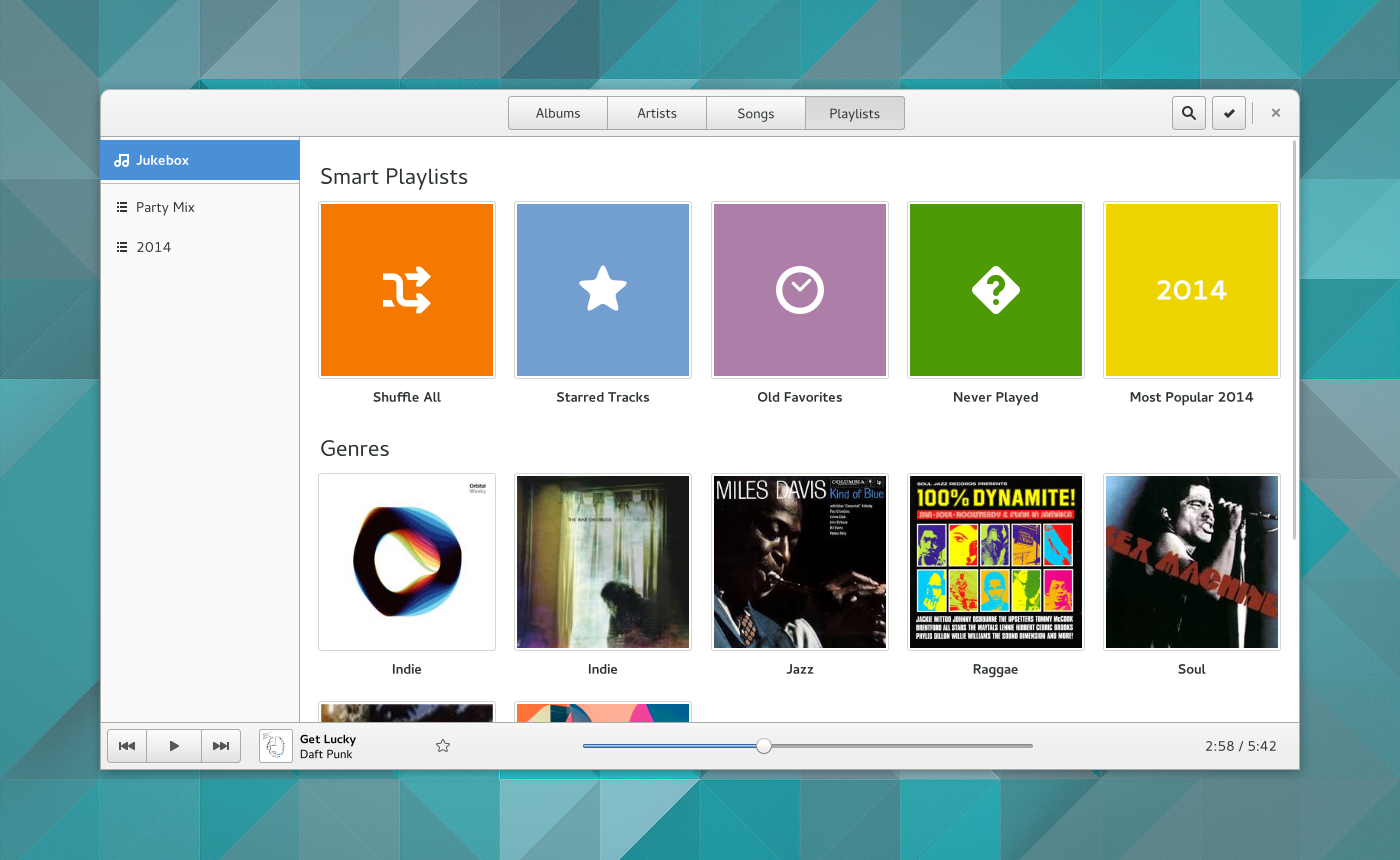 Albums
Artists
Songs
Playlists
Jukebox
Party Mix
2014
Smart Playlists
2014
Shuffle All
Starred Tracks
Old Favorites
Never Played
Most Popular 2014
Genres
Orbital
Wonky
THE WAR ON DRUGS
MILES DAVIS
COLUMBIA
Kind of Blue
SOUL JAZZ RECORDS PRESENTS
100% DYNAMITE!
SKA·SOUL·ROCKSTEADY & FUNK IN JAMAICA
JACKIE MITTOO JOHNNY OSBOURNE THE UPSETTERS TOMMY McCOOK
BRENTFORD ALL STARS THE MAYTALS LENNIE HIBBERT CEDRIC BROOKS
PHYLIS DILLON WILLIE WILLIAMS THE SOUND DIMENSION AND MORE!
SEX MACHINE
Indie
Indie
Jazz
Raggae
Soul
Get Lucky
Daft Punk
2:58 / 5:42